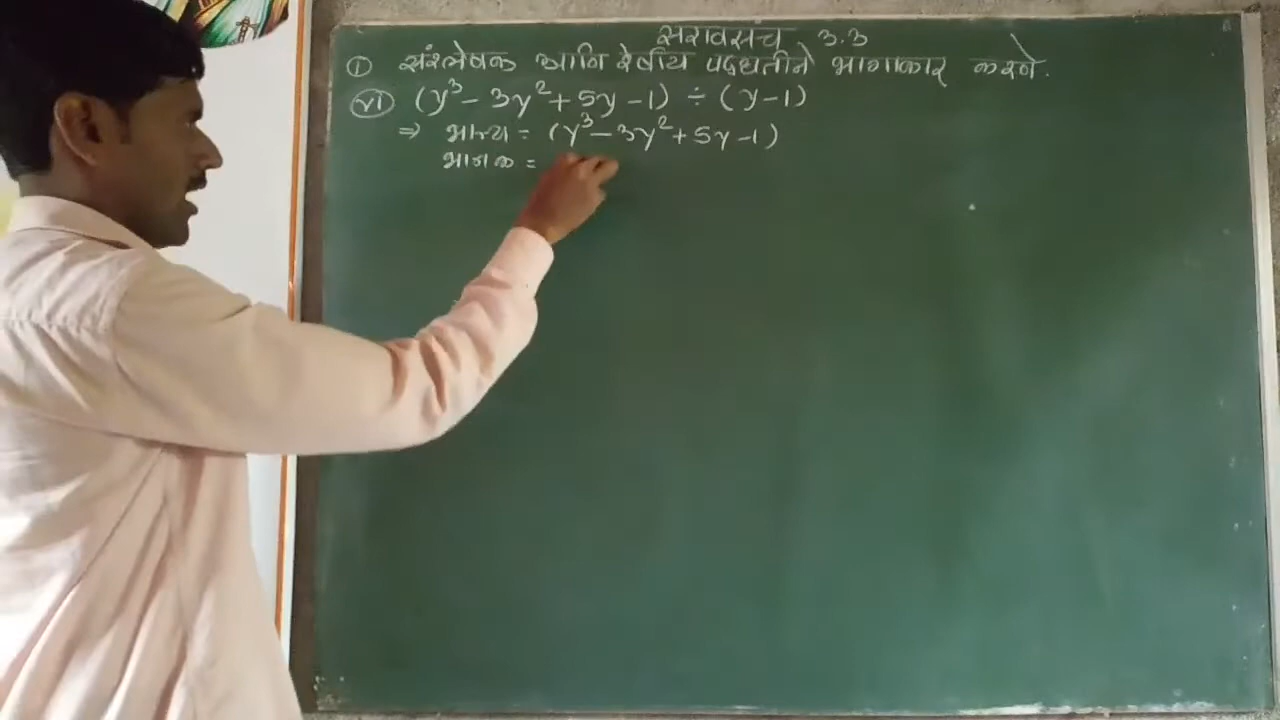 सरावसंच 3.3
① संश्लेषक आणि रेषीय पद्धतीने भागाकार करणे.
(vi) (y³ - 3y² + 5y - 1) ÷ (y - 1)
⇒ भाज्य = (y³ - 3y² + 5y - 1)
भाजक =